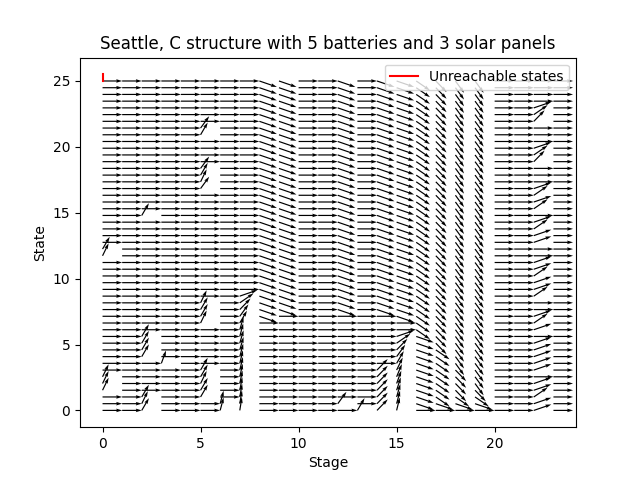 Seattle, C structure with 5 batteries and 3 solar panels
Unreachable states
25
20
15
10
5
0
State
0 5 10 15 20
Stage